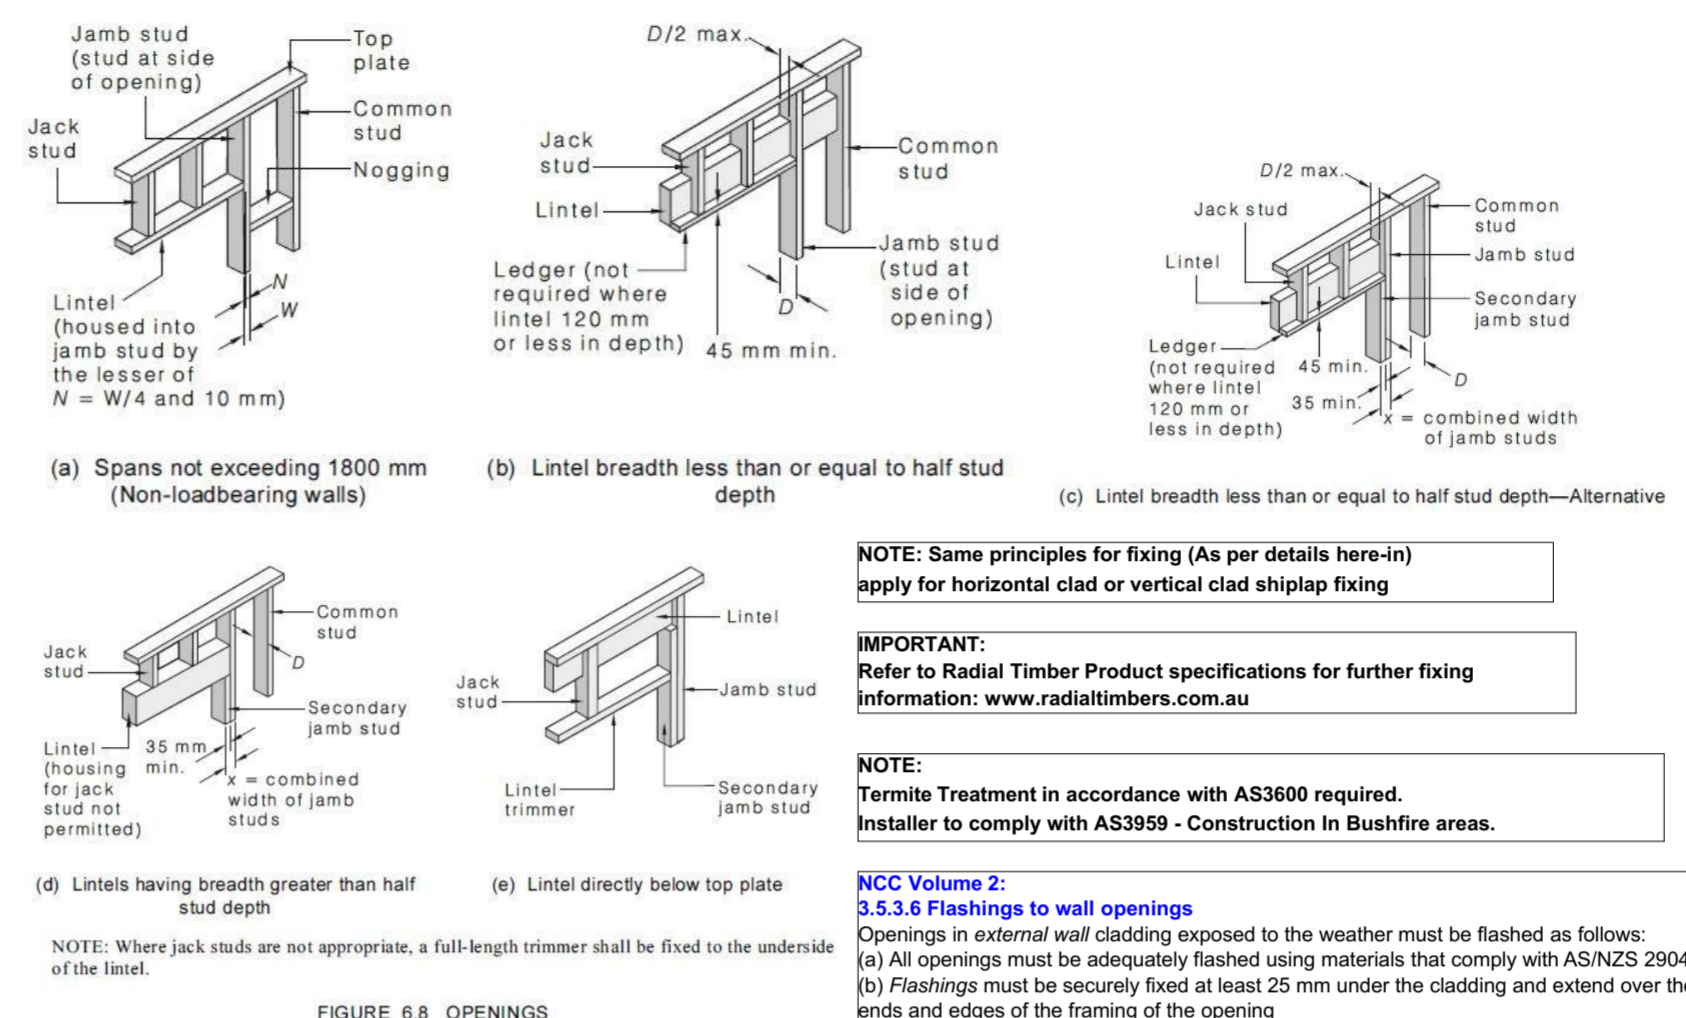 Jamb stud
(stud at side
of opening)
Top
plate
Common
stud
Jack
stud
Nogging
N
W
Lintel
(housed into
jamb stud by
the lesser of
N = W/4 and 10 mm)
(a) Spans not exceeding 1800 mm
(Non-loadbearing walls)
D/2 max.
Jack
stud
Common
stud
Lintel
Jamb stud
(stud at
side of
opening)
Ledger (not
required where
lintel 120 mm
or less in depth)
D
45 mm min.
(b) Lintel breadth less than or equal to half stud
depth
D/2 max.
Jack stud
Common
stud
Lintel
Jamb stud
Secondary
jamb stud
Ledger
(not required
where lintel
120 mm or
less in depth)
45 min.
35 min.
D
x = combined width
of jamb studs
(c) Lintel breadth less than or equal to half stud depth—Alternative
Common
stud
Jack
stud
D
Secondary
jamb stud
Lintel
(housing
for jack
stud not
permitted)
35 mm
min.
x = combined
width of jamb
studs
(d) Lintels having breadth greater than half
stud depth
Lintel
Jack
stud
Jamb stud
Lintel
trimmer
Secondary
jamb stud
(e) Lintel directly below top plate
NOTE: Where jack studs are not appropriate, a full-length trimmer shall be fixed to the underside
of the lintel.
FIGURE 6.8 OPENINGS
NOTE: Same principles for fixing (As per details here-in)
apply for horizontal clad or vertical clad shiplap fixing
IMPORTANT:
Refer to Radial Timber Product specifications for further fixing
information: www.radialtimbers.com.au
NOTE:
Termite Treatment in accordance with AS3600 required.
Installer to comply with AS3959 - Construction In Bushfire areas.
NCC Volume 2:
3.5.3.6 Flashings to wall openings
Openings in external wall cladding exposed to the weather must be flashed as follows:
(a) All openings must be adequately flashed using materials that comply with AS/NZS 2904
(b) Flashings must be securely fixed at least 25 mm under the cladding and extend over the
ends and edges of the framing of the opening